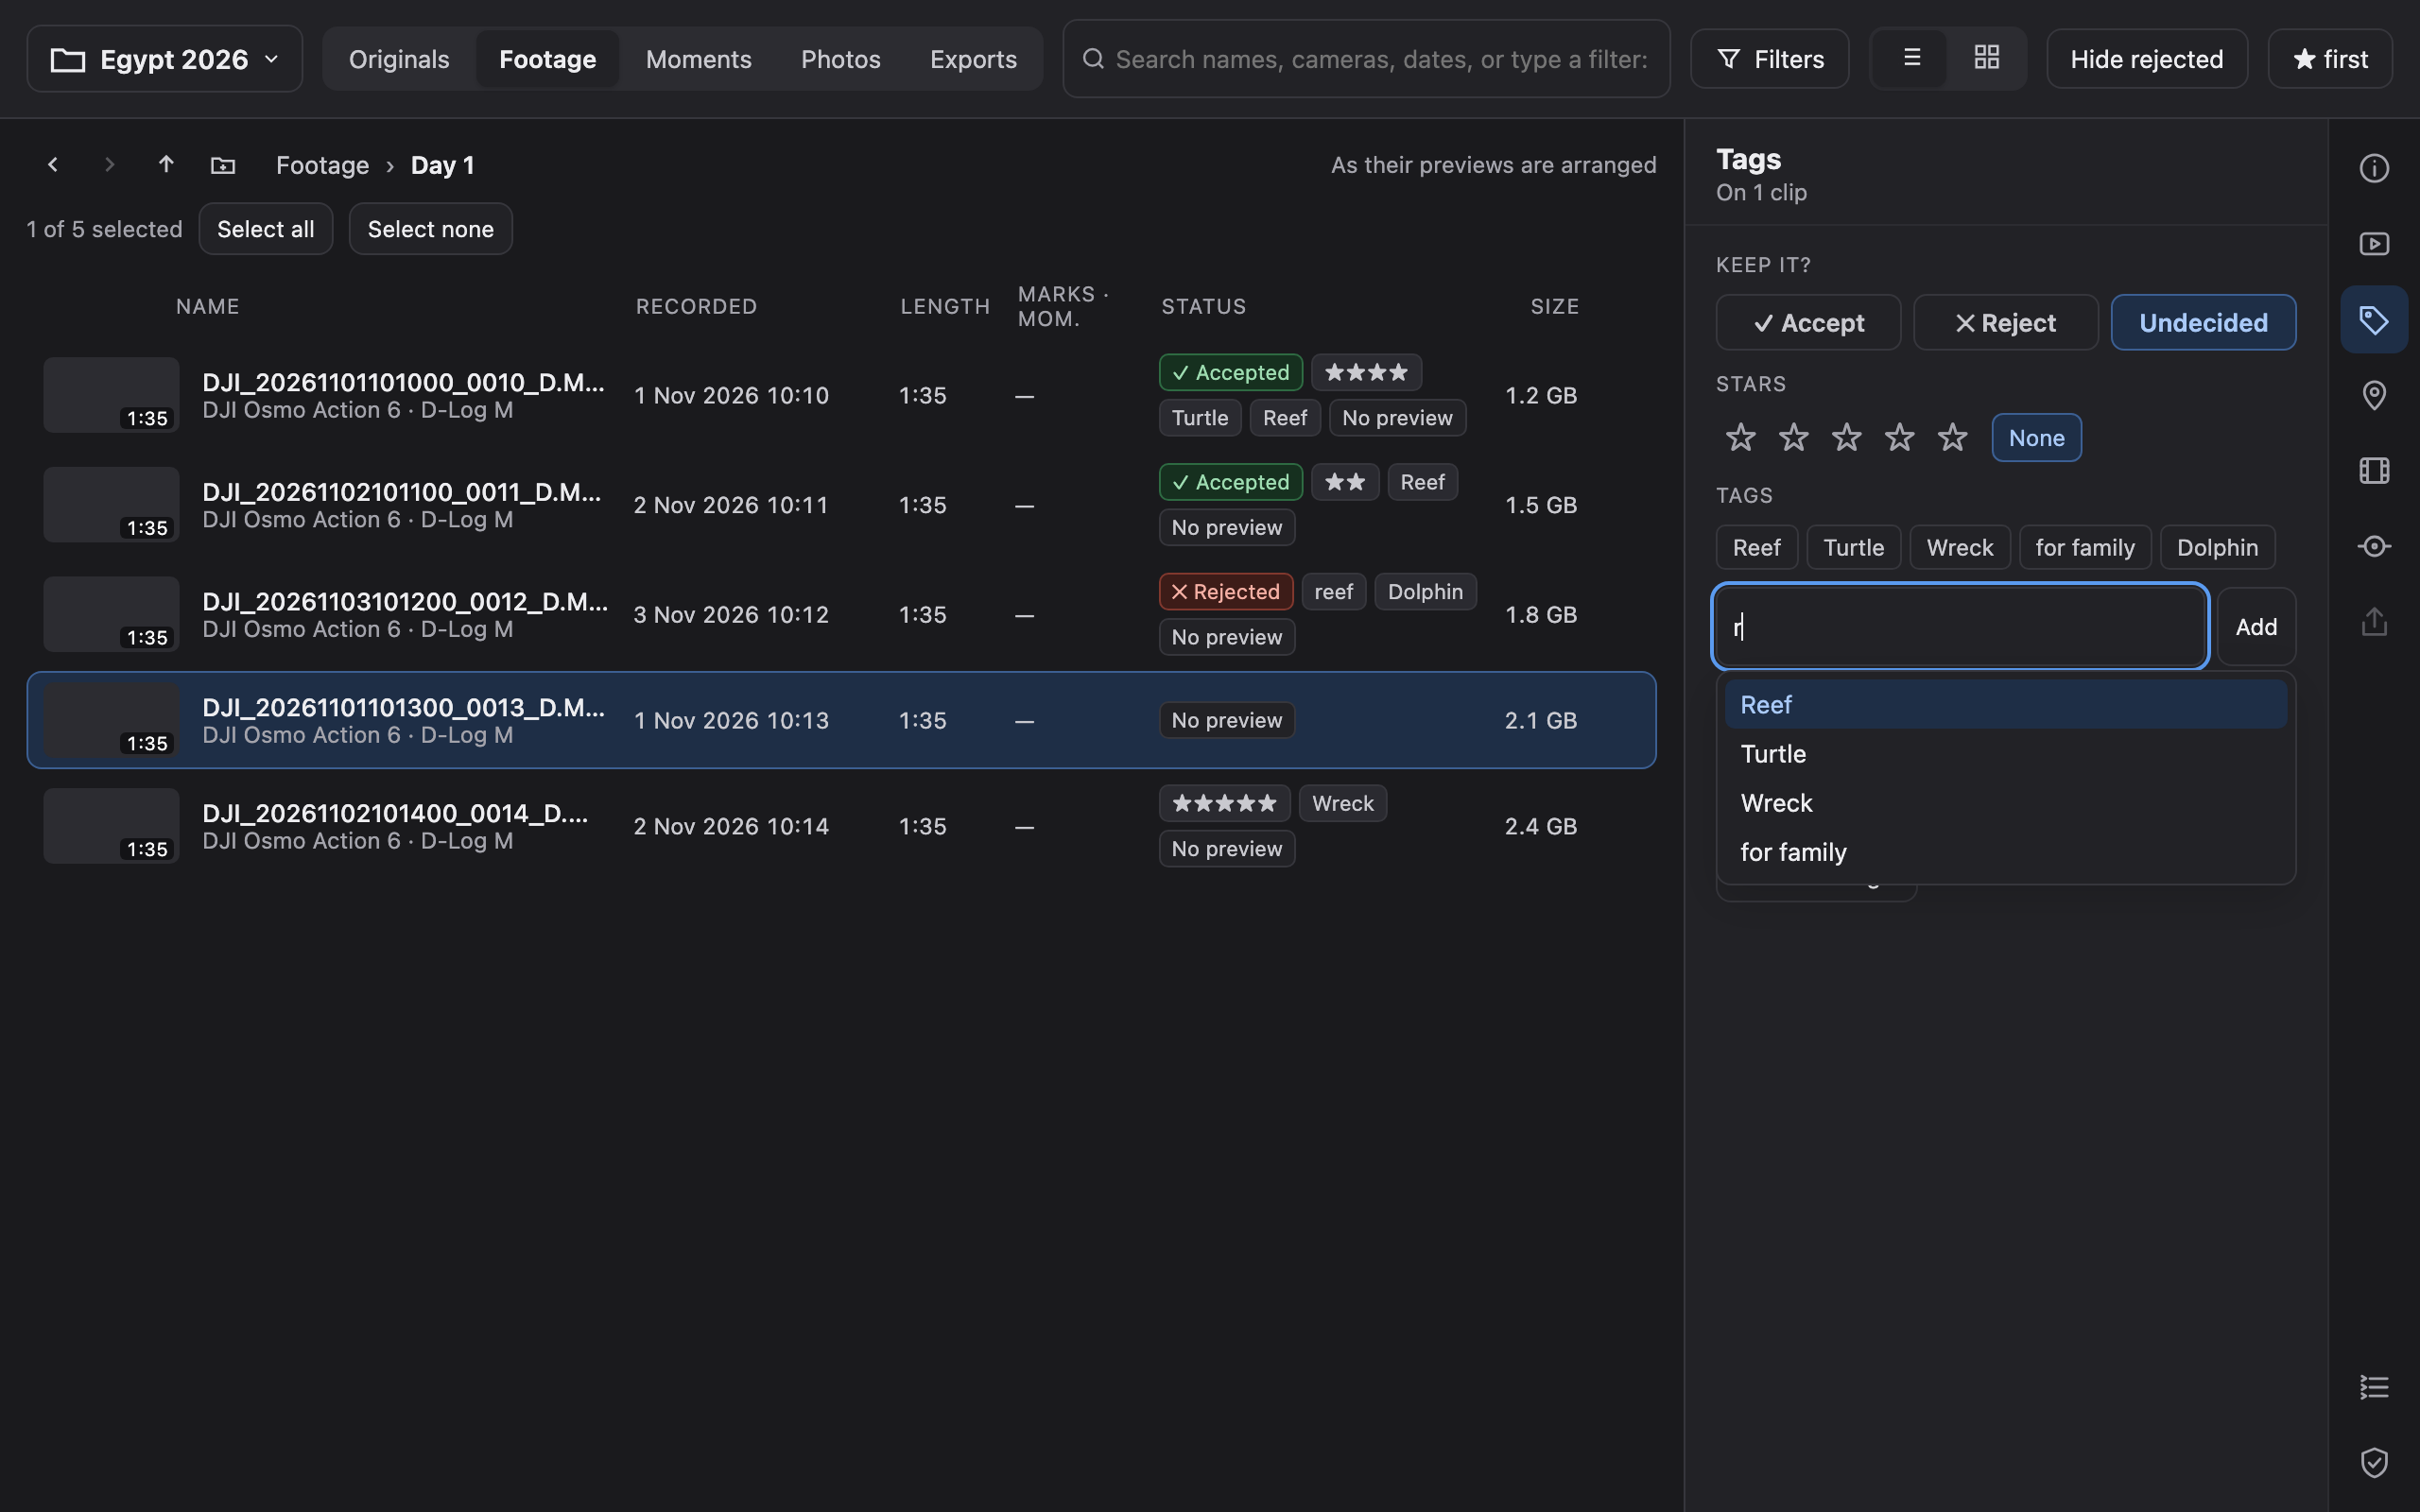 Egypt 2026
Originals
Footage
Moments
Photos
Exports
Search names, cameras, dates, or type a filter:
Filters
Hide rejected
★ first
Footage › Day 1
As their previews are arranged
1 of 5 selected
Select all
Select none
NAME
RECORDED
LENGTH
MARKS ·
MOM.
STATUS
SIZE
1:35
DJI_20261101101000_0010_D.M...
DJI Osmo Action 6 · D-Log M
1 Nov 2026 10:10
1:35
—
✓ Accepted
★★★★
Turtle
Reef
No preview
1.2 GB
1:35
DJI_20261102101100_0011_D.M...
DJI Osmo Action 6 · D-Log M
2 Nov 2026 10:11
1:35
—
✓ Accepted
★★
Reef
No preview
1.5 GB
1:35
DJI_20261103101200_0012_D.M...
DJI Osmo Action 6 · D-Log M
3 Nov 2026 10:12
1:35
—
✕ Rejected
reef
Dolphin
No preview
1.8 GB
1:35
DJI_20261101101300_0013_D.M...
DJI Osmo Action 6 · D-Log M
1 Nov 2026 10:13
1:35
—
No preview
2.1 GB
1:35
DJI_20261102101400_0014_D....
DJI Osmo Action 6 · D-Log M
2 Nov 2026 10:14
1:35
—
★★★★★
Wreck
No preview
2.4 GB
Tags
On 1 clip
KEEP IT?
✓ Accept
✕ Reject
Undecided
STARS
☆ ☆ ☆ ☆ ☆
None
TAGS
Reef
Turtle
Wreck
for family
Dolphin
r
Add
Reef
Turtle
Wreck
for family